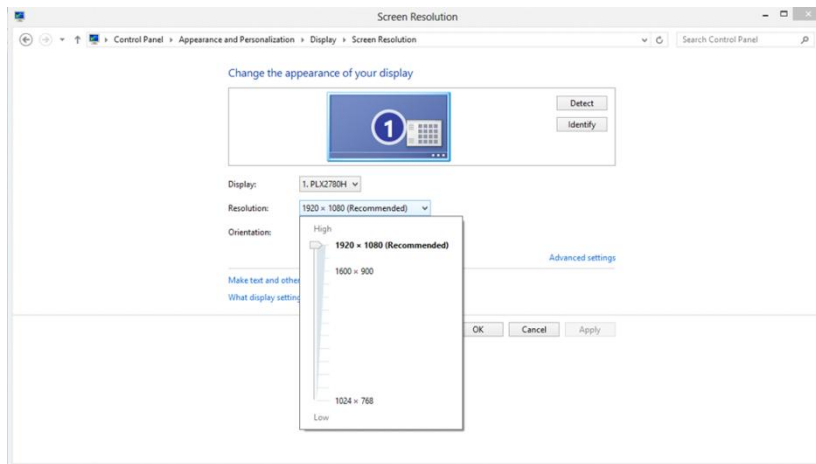 Screen Resolution
Control Panel Appearance and Personalization Display Screen Resolution Search Control Panel
Change the appearance of your display
1
Detect
Identify
Display: 1. PLX2780H
Resolution: 1920 × 1080 (Recommended)
Orientation:
High
1920 × 1080 (Recommended)
1600 × 900
1024 × 768
Low
Advanced settings
Make text and other
What display setting
OK Cancel Apply